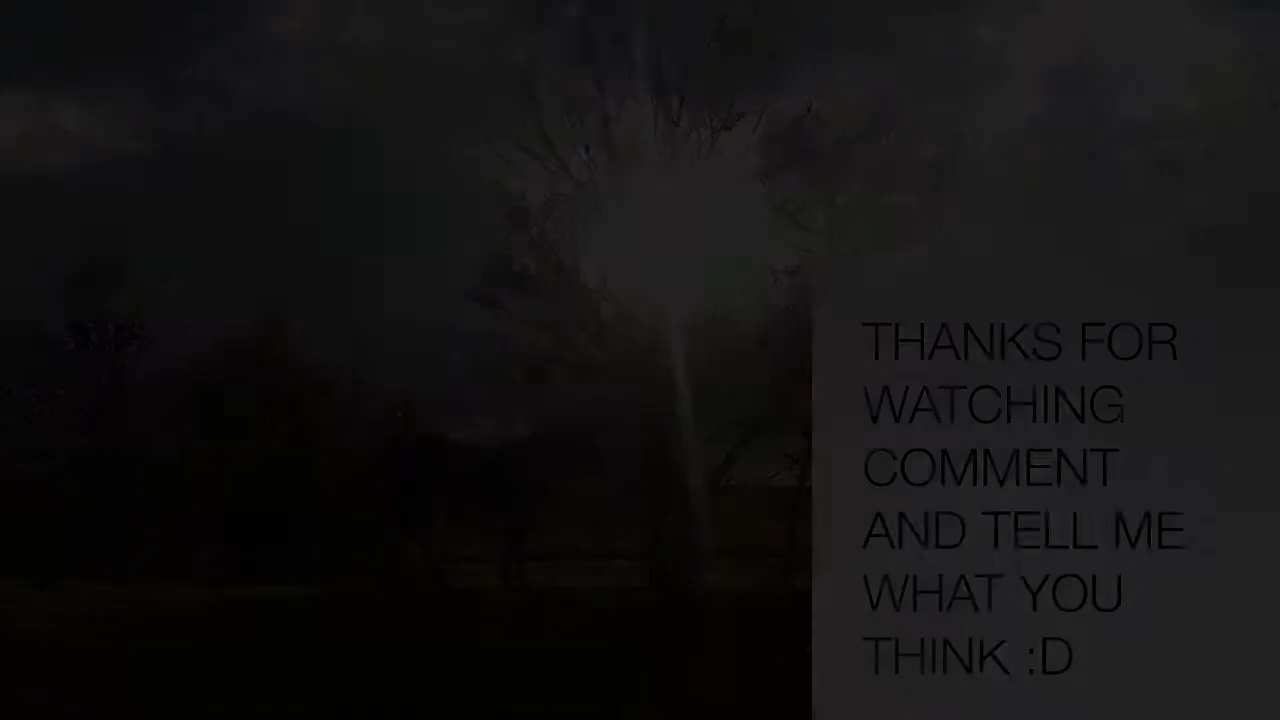 THANKS FOR
WATCHING
COMMENT
AND TELL ME
WHAT YOU
THINK :D